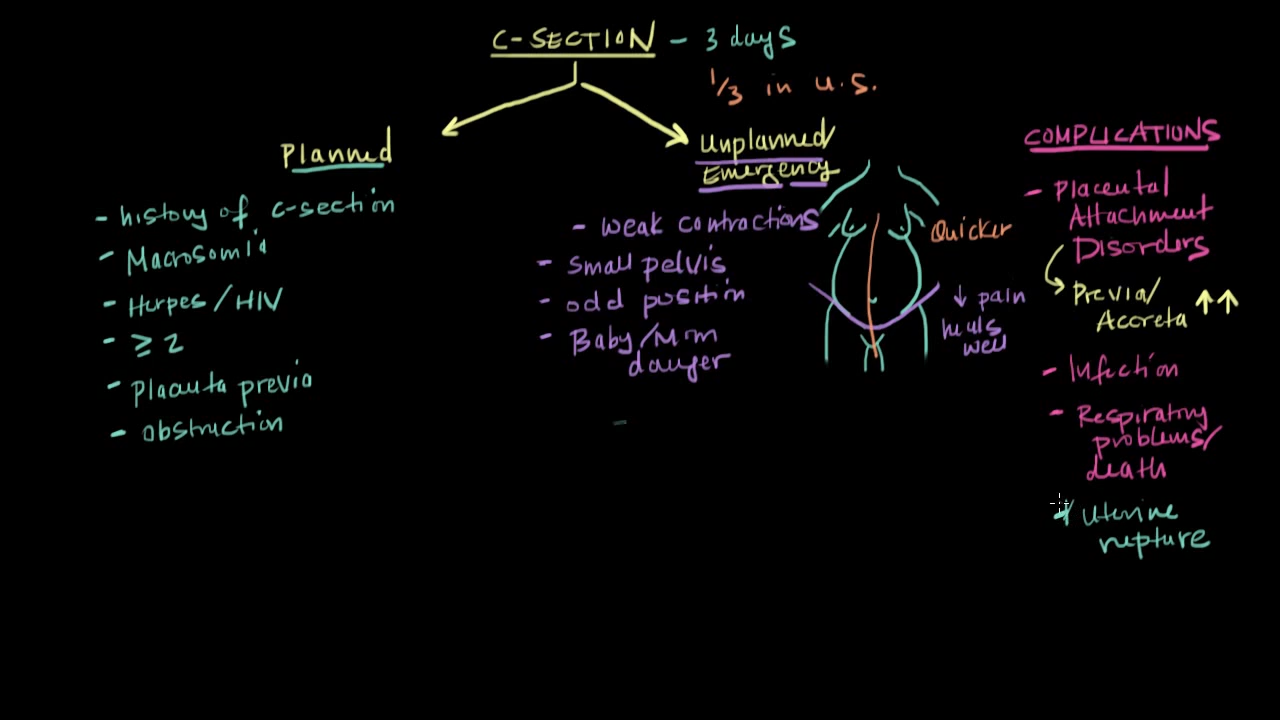 C-SECTION - 3 days
1/3 in U.S.
Planned
- history of C-section
- Macrosomia
- Herpes/HIV
- ≥ 2
- Placenta previa
- obstruction
Unplanned/
Emergency
- weak contractions
- small pelvis
- odd position
- Baby/Mom
danger
-
Quicker
↓ pain
heals
well
COMPLICATIONS
- Placental
Attachment
Disorders
Previa/
Accreta ↑↑
- Infection
- Respiratory
problems/
death
* Uterine
rupture